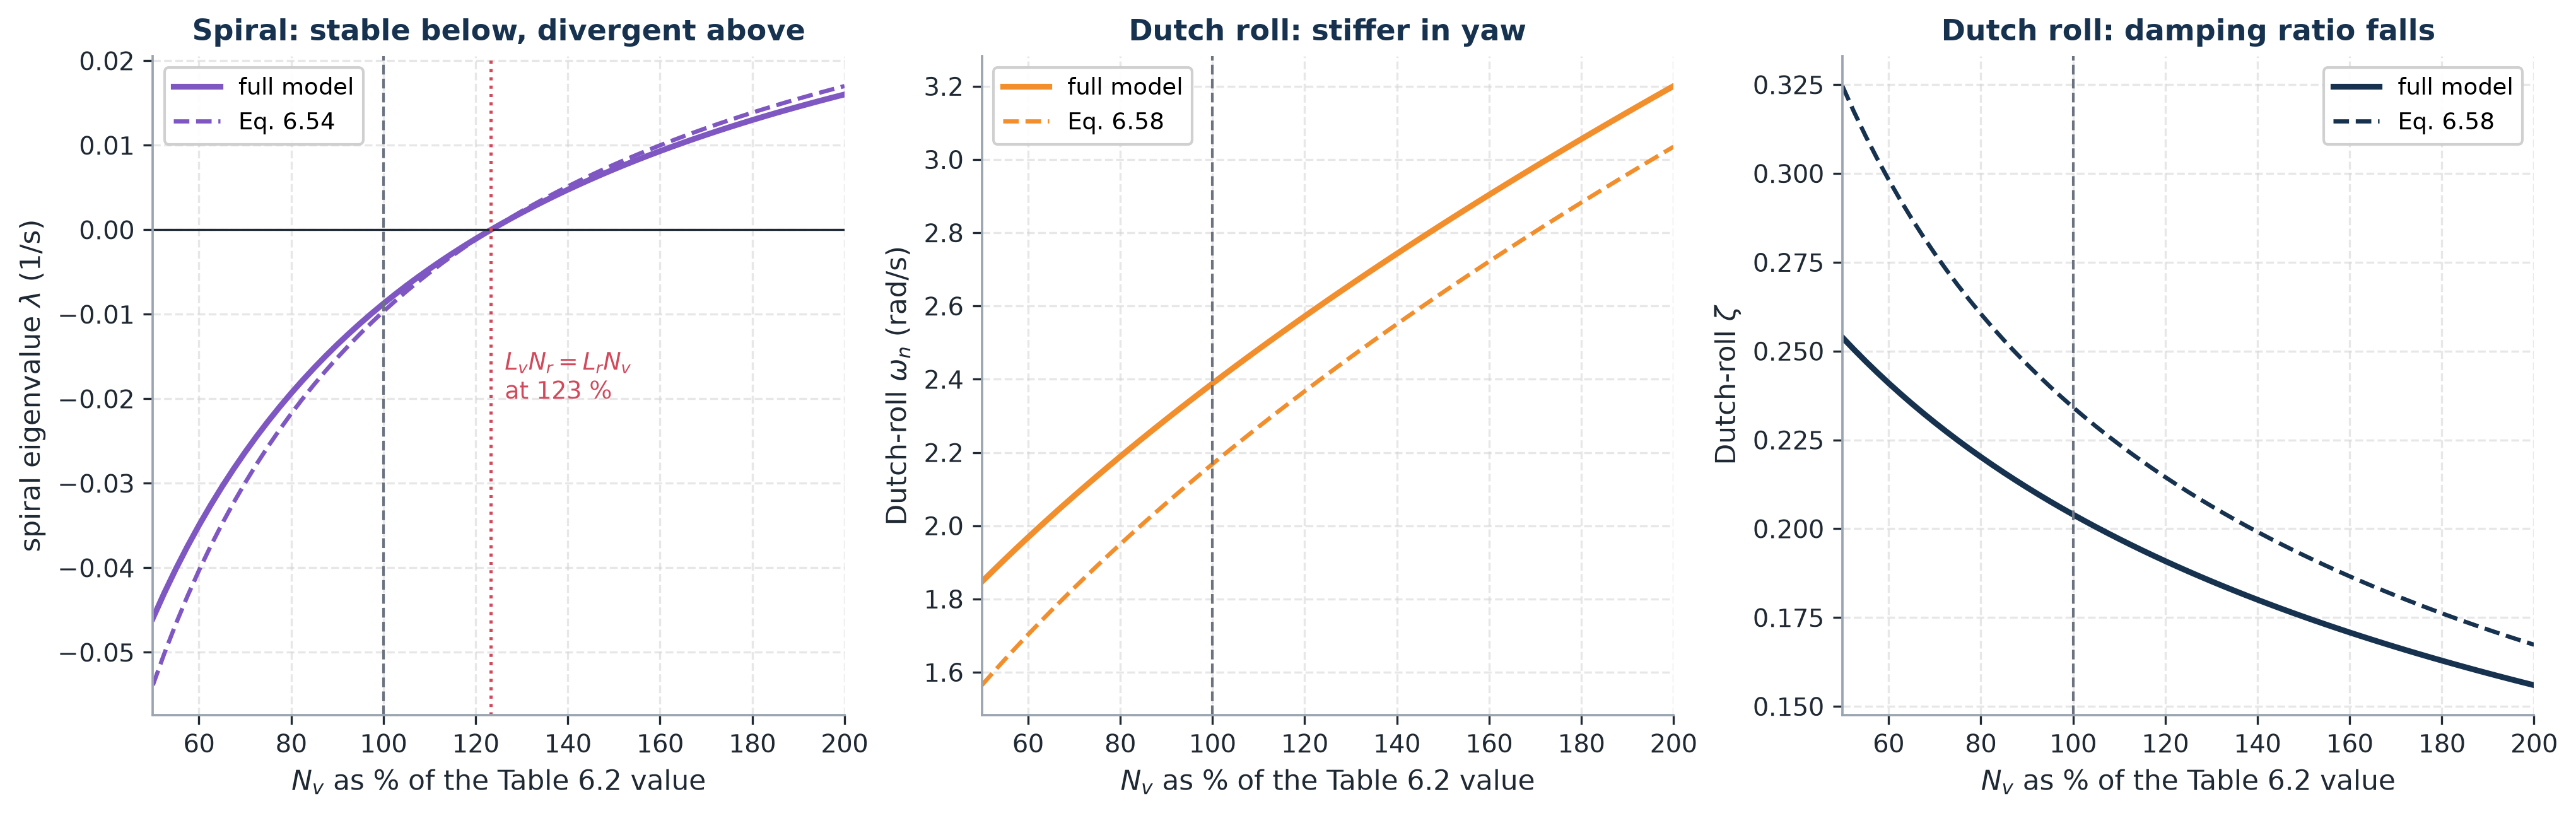 Spiral: stable below, divergent above
full model
Eq. 6.54
0.02
0.01
0.00
−0.01
−0.02
−0.03
−0.04
−0.05
spiral eigenvalue λ (1/s)
L_v N_r = L_r N_v
at 123 %
60 80 100 120 140 160 180 200
N_v as % of the Table 6.2 value
Dutch roll: stiffer in yaw
full model
Eq. 6.58
3.2
3.0
2.8
2.6
2.4
2.2
2.0
1.8
1.6
Dutch-roll ω_n (rad/s)
60 80 100 120 140 160 180 200
N_v as % of the Table 6.2 value
Dutch roll: damping ratio falls
full model
Eq. 6.58
0.325
0.300
0.275
0.250
0.225
0.200
0.175
0.150
Dutch-roll ζ
60 80 100 120 140 160 180 200
N_v as % of the Table 6.2 value